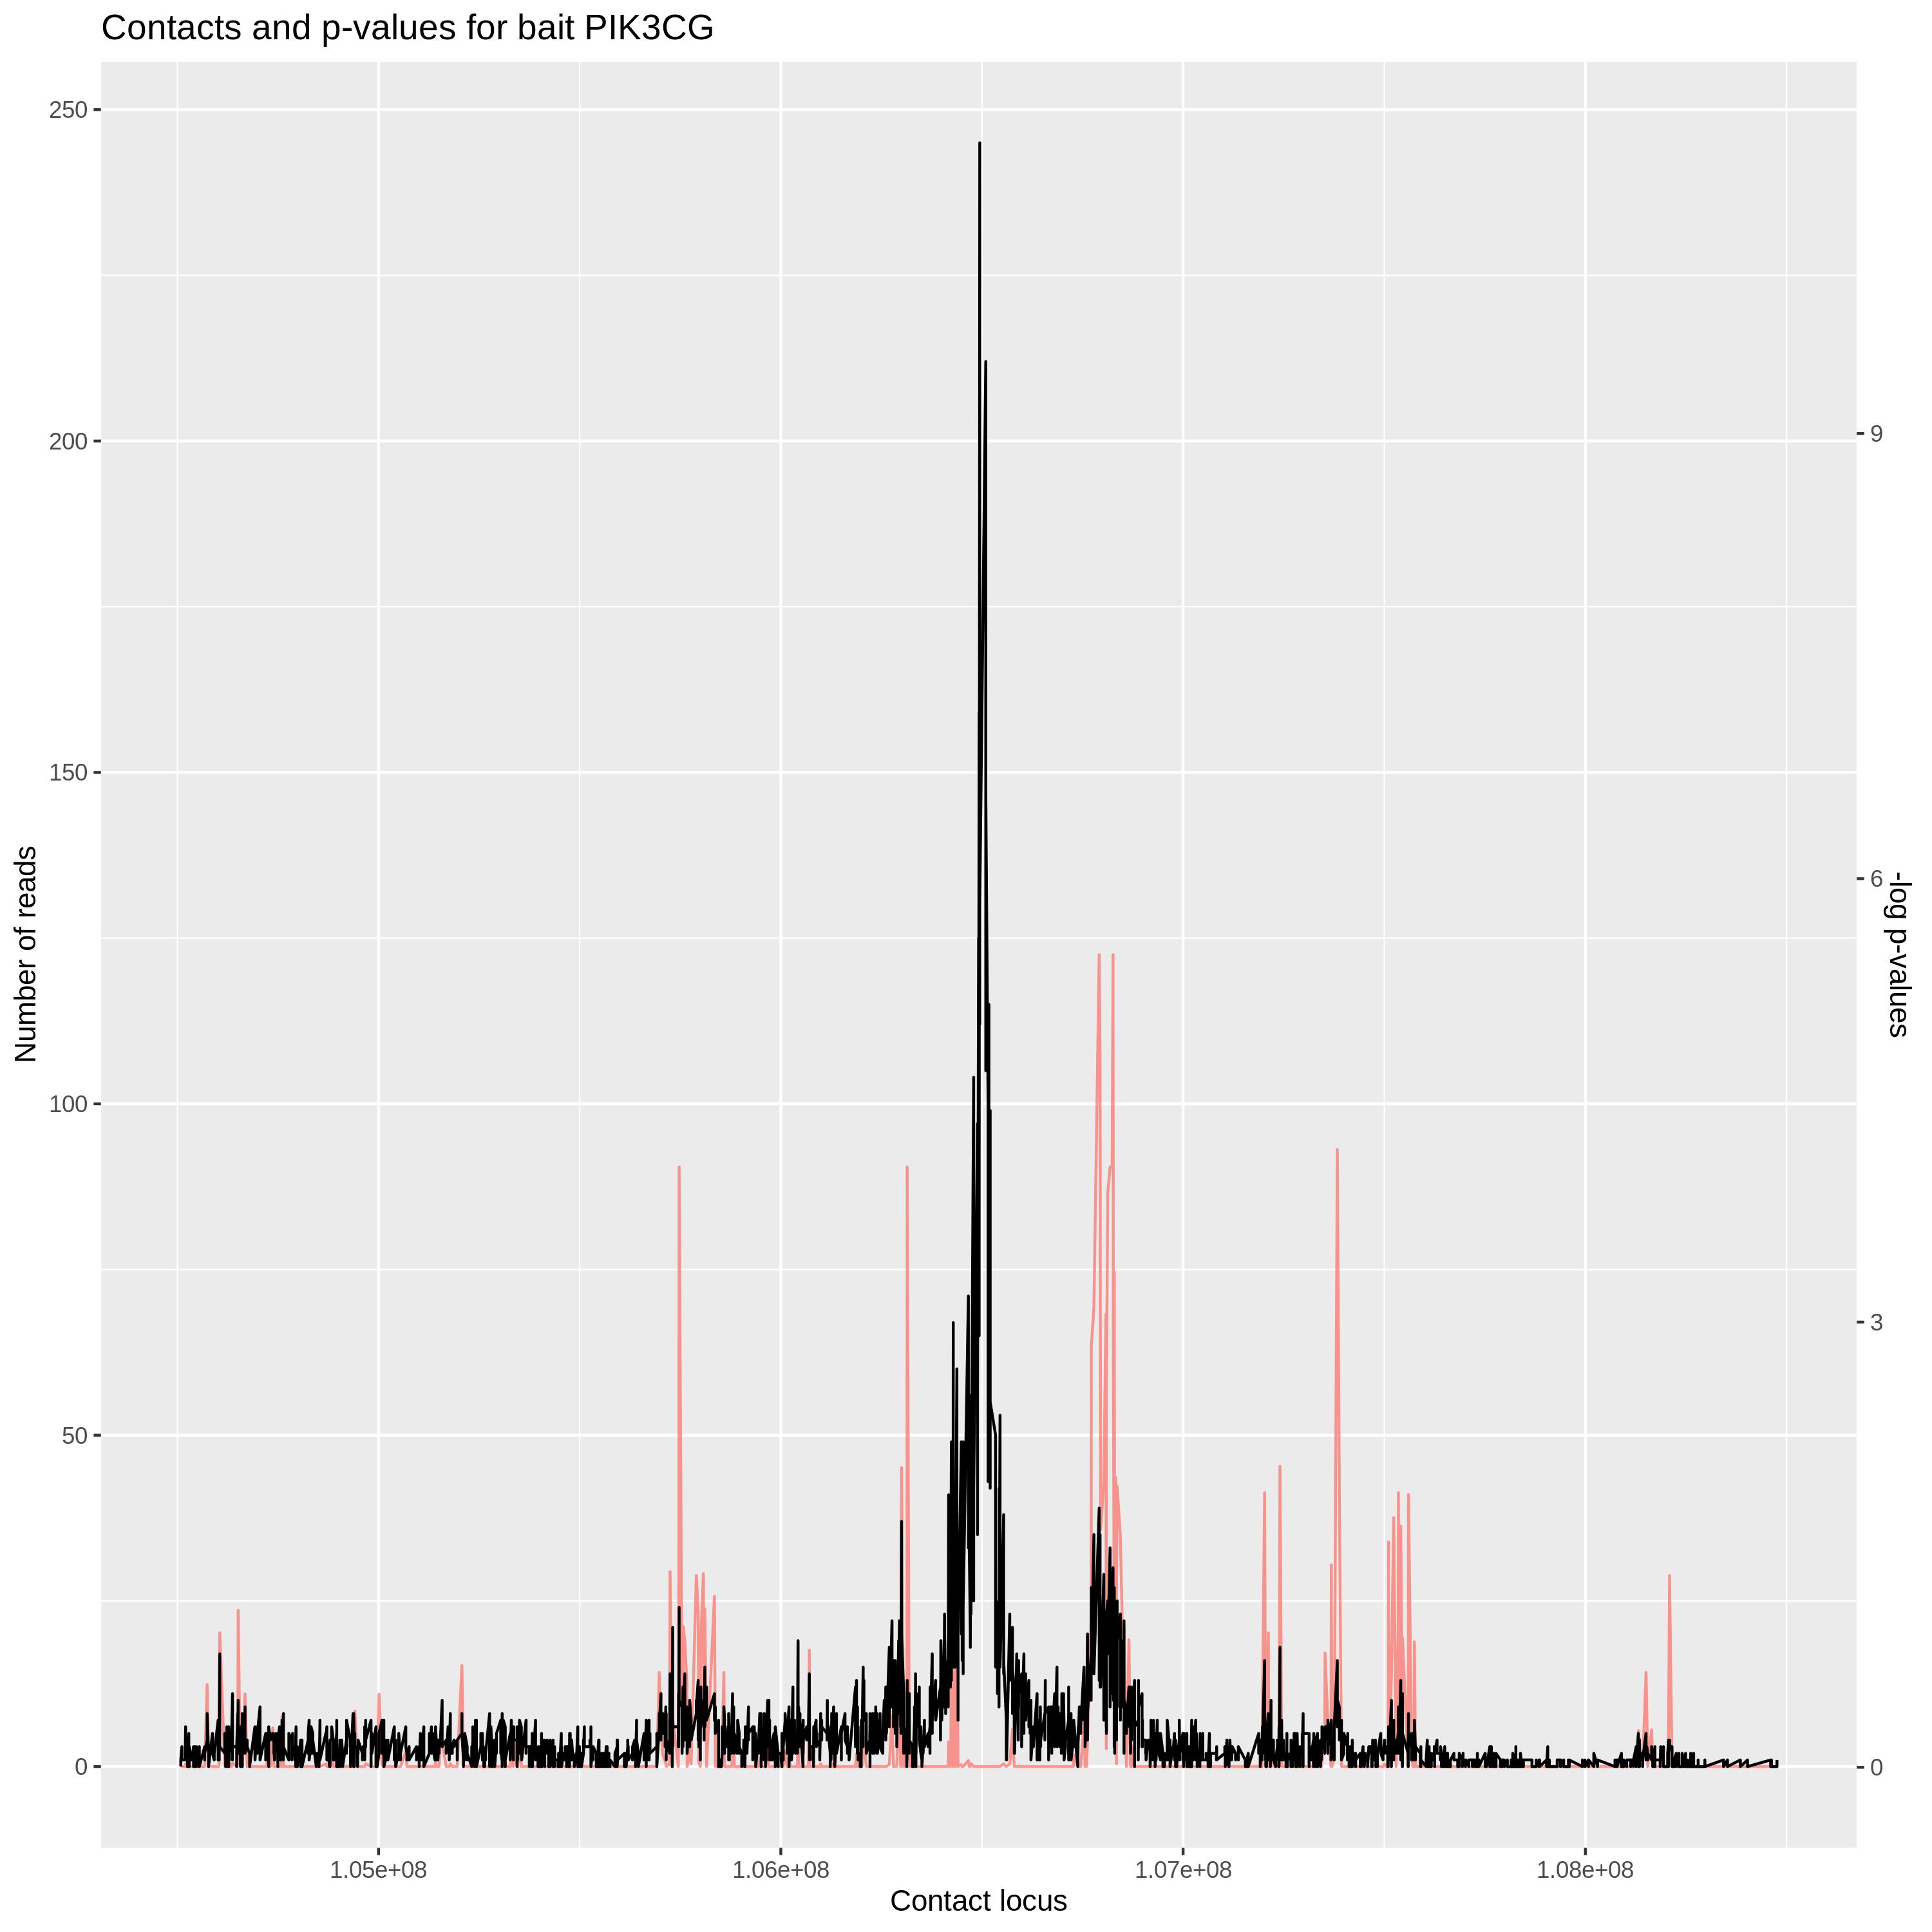 Contacts and p-values for bait PIK3CG
250
200
150
100
50
0
Number of reads
9
6
3
0
-log p-values
1.05e+08
1.06e+08
1.07e+08
1.08e+08
Contact locus